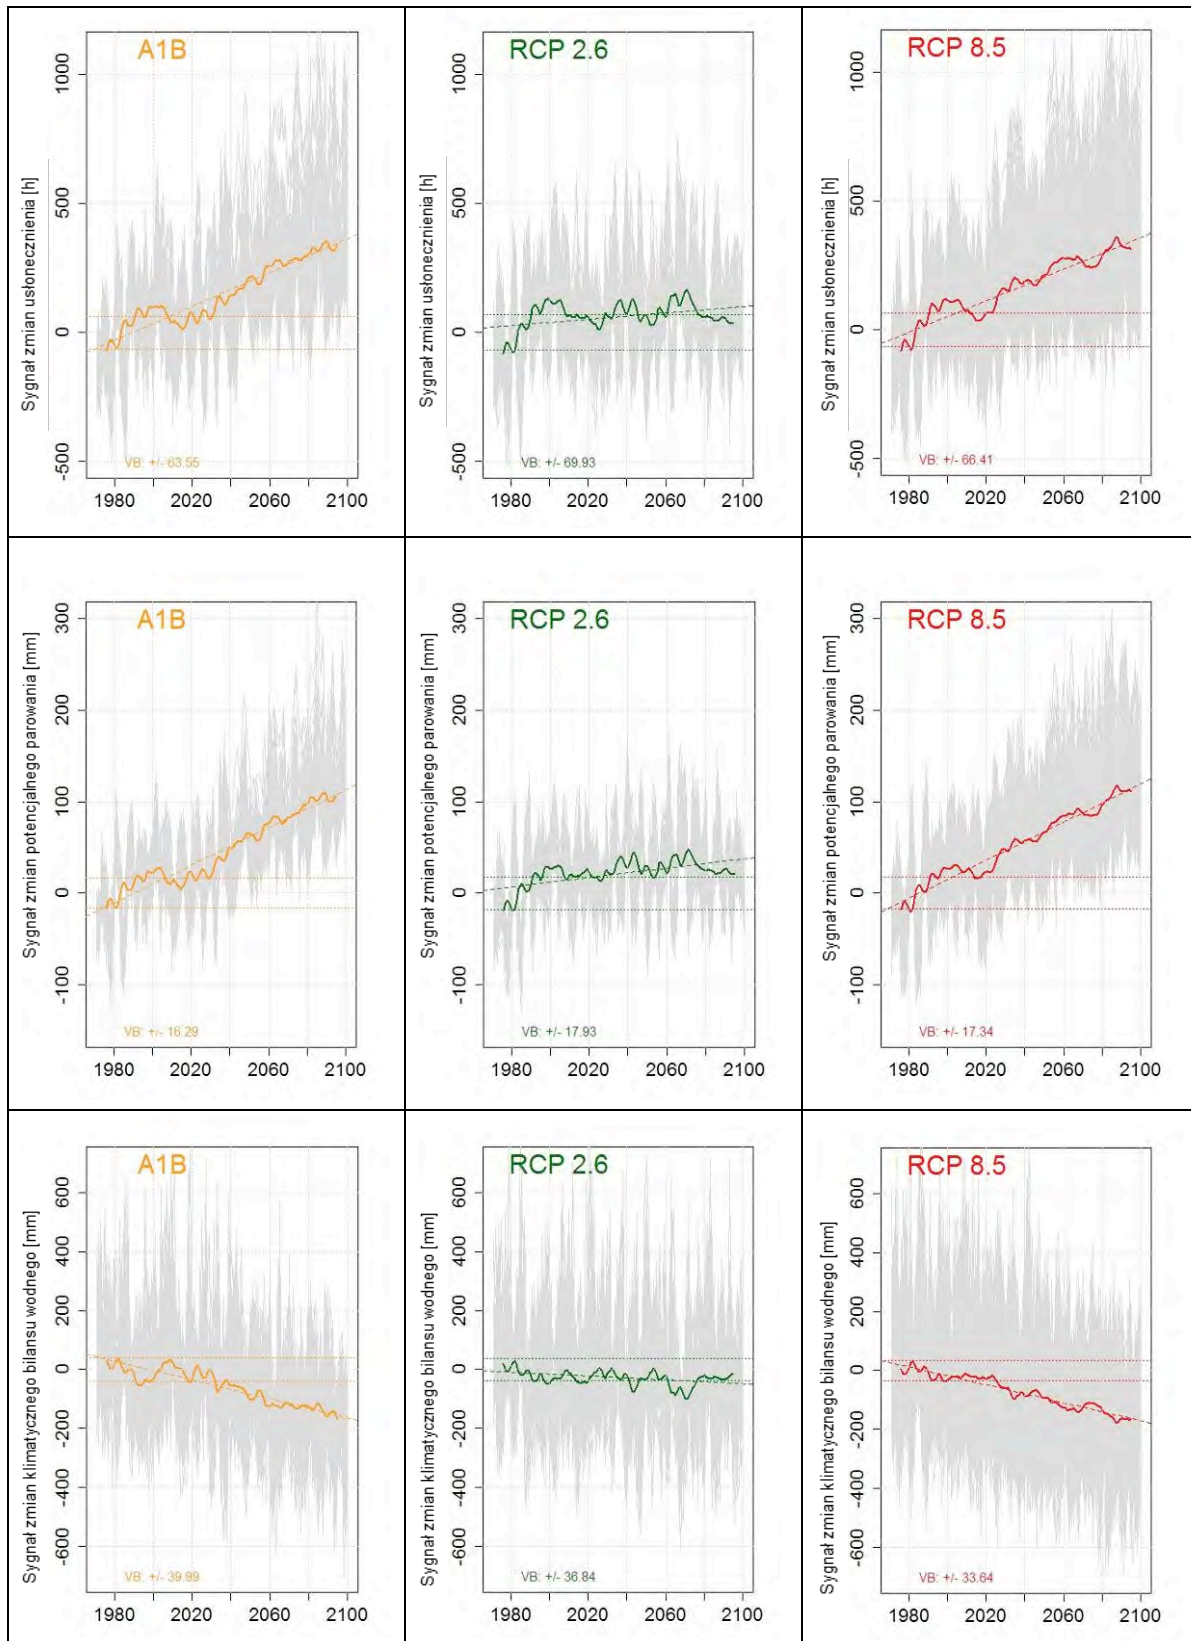 A1B
Sygnał zmian usłonecznienia [h]
1000
500
0
-500
VB: +/- 63.55
1980 2020 2060 2100
RCP 2.6
Sygnał zmian usłonecznienia [h]
1000
500
0
-500
VB: +/- 69.93
1980 2020 2060 2100
RCP 8.5
Sygnał zmian usłonecznienia [h]
1000
500
0
-500
VB: +/- 66.41
1980 2020 2060 2100
A1B
Sygnał zmian potencjalnego parowania [mm]
300
200
100
0
-100
VB: +/- 16.29
1980 2020 2060 2100
RCP 2.6
Sygnał zmian potencjalnego parowania [mm]
300
200
100
0
-100
VB: +/- 17.93
1980 2020 2060 2100
RCP 8.5
Sygnał zmian potencjalnego parowania [mm]
300
200
100
0
-100
VB: +/- 17.34
1980 2020 2060 2100
A1B
Sygnał zmian klimatycznego bilansu wodnego [mm]
600
400
200
0
-200
-400
-600
VB: +/- 39.99
1980 2020 2060 2100
RCP 2.6
Sygnał zmian klimatycznego bilansu wodnego [mm]
600
400
200
0
-200
-400
-600
VB: +/- 36.84
1980 2020 2060 2100
RCP 8.5
Sygnał zmian klimatycznego bilansu wodnego [mm]
600
400
200
0
-200
-400
-600
VB: +/- 33.64
1980 2020 2060 2100